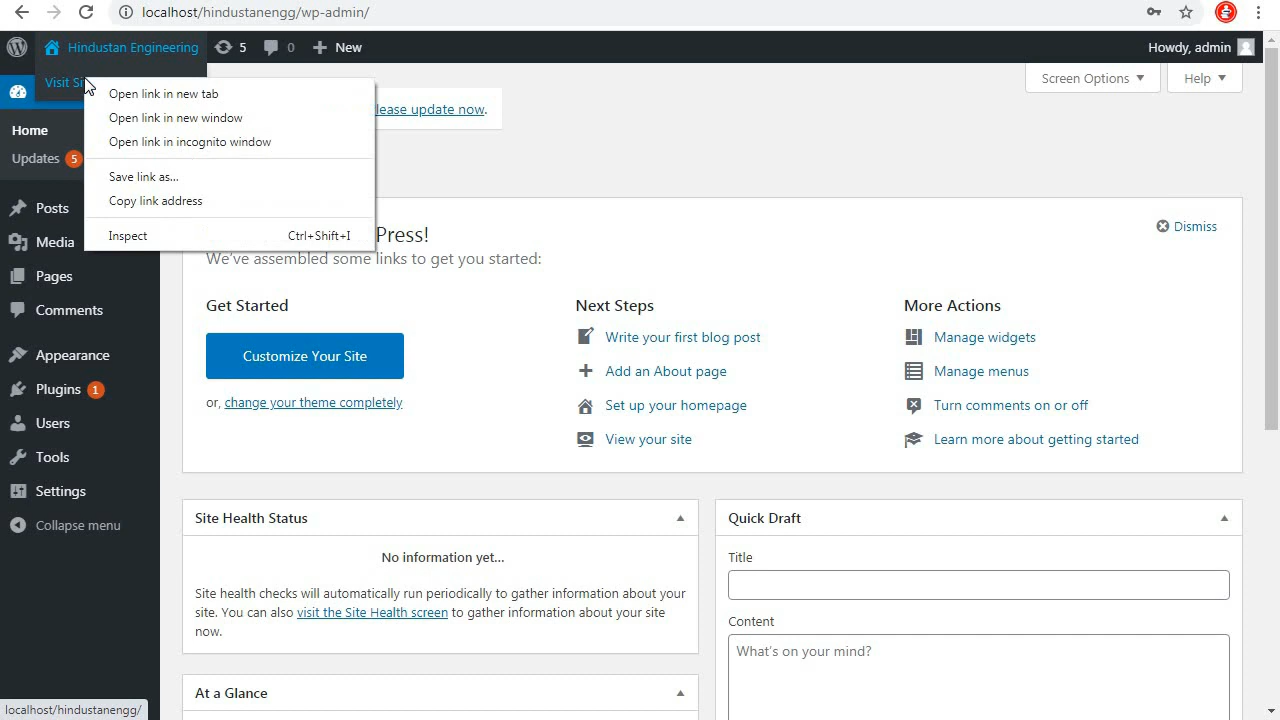 localhost/hindustanengg/wp-admin/
Hindustan Engineering
5
0
New
Howdy, admin
Visit Si
Open link in new tab
Open link in new window
Open link in incognito window
Save link as...
Copy link address
Inspect
Ctrl+Shift+I
Screen Options
Help
lease update now.
Home
Updates 5
Posts
Media
Pages
Comments
Appearance
Plugins 1
Users
Tools
Settings
Collapse menu
Press!
Dismiss
We've assembled some links to get you started:
Get Started
Customize Your Site
or, change your theme completely
Next Steps
Write your first blog post
Add an About page
Set up your homepage
View your site
More Actions
Manage widgets
Manage menus
Turn comments on or off
Learn more about getting started
Site Health Status
No information yet...
Site health checks will automatically run periodically to gather information about your
site. You can also visit the Site Health screen to gather information about your site
now.
At a Glance
Quick Draft
Title
Content
What's on your mind?
localhost/hindustanengg/